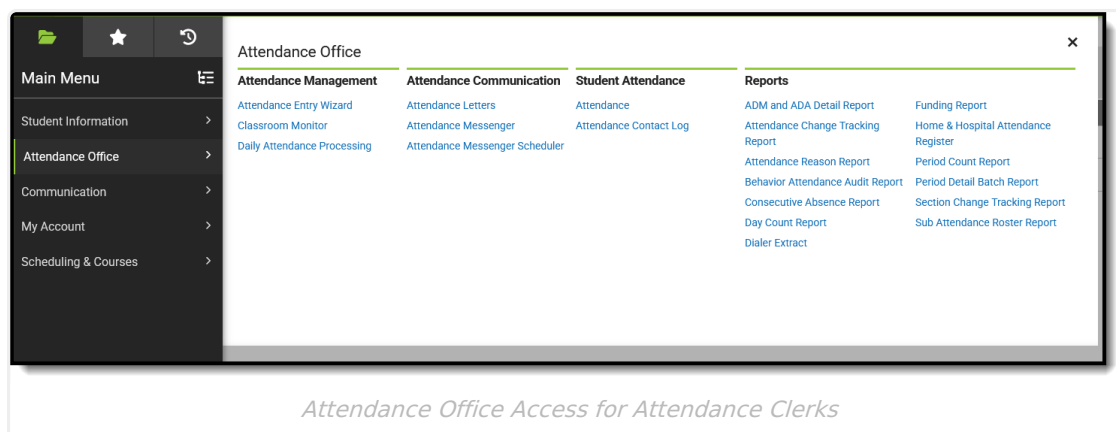 Main Menu
Student Information
Attendance Office
Communication
My Account
Scheduling & Courses
Attendance Office
Attendance Management
Attendance Entry Wizard
Classroom Monitor
Daily Attendance Processing
Attendance Communication
Attendance Letters
Attendance Messenger
Attendance Messenger Scheduler
Student Attendance
Attendance
Attendance Contact Log
Reports
ADM and ADA Detail Report
Attendance Change Tracking
Report
Attendance Reason Report
Behavior Attendance Audit Report
Consecutive Absence Report
Day Count Report
Dialer Extract
Funding Report
Home & Hospital Attendance
Register
Period Count Report
Period Detail Batch Report
Section Change Tracking Report
Sub Attendance Roster Report
Attendance Office Access for Attendance Clerks